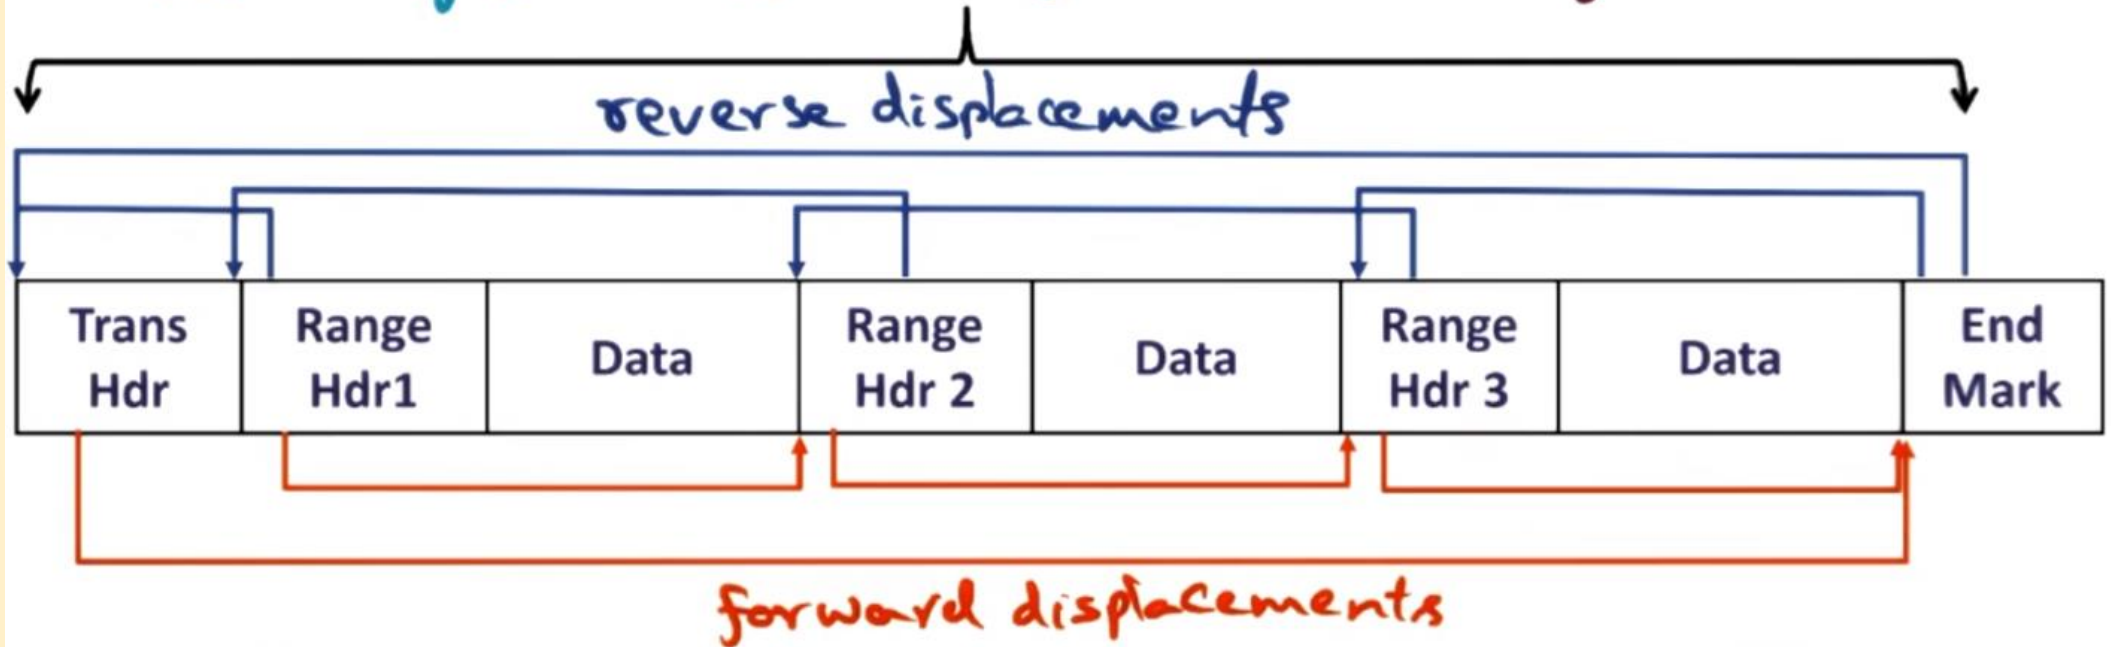 reverse displacements
Trans Hdr
Range Hdr1
Data
Range Hdr 2
Data
Range Hdr 3
Data
End Mark
forward displacements